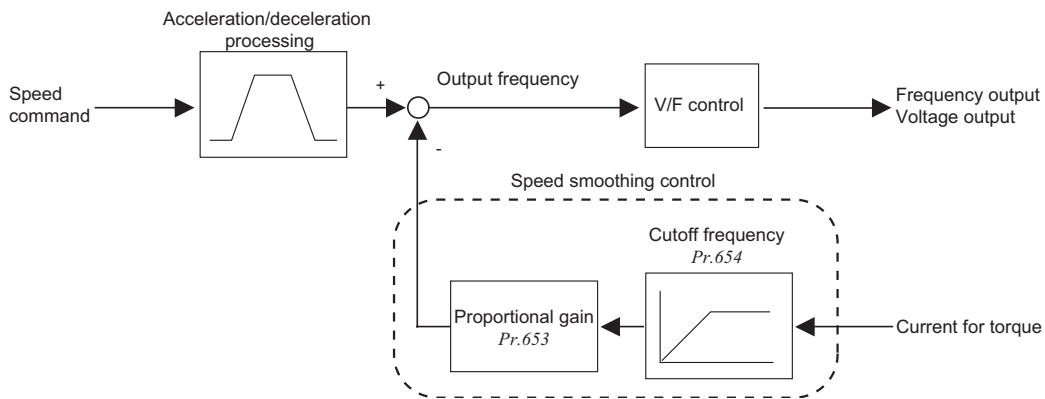 Acceleration/deceleration
processing
Speed
command
+
Output frequency
V/F control
Frequency output
Voltage output
-
Speed smoothing control
Cutoff frequency
Pr.654
Proportional gain
Pr.653
Current for torque